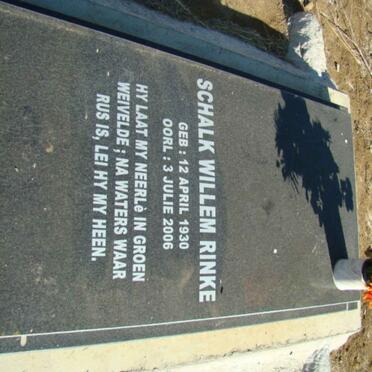 SCHALK WILLEM RINKE
GEB: 12 APRIL 1930
OORL: 3 JULIE 2006
HY LAAT MY NEERLê IN GROEN
WEIVELDE; NA WATERS WAAR
RUS IS, LEI HY MY HEEN.